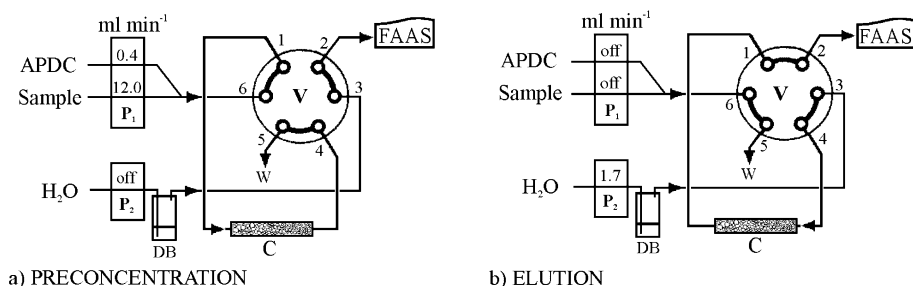 ml min⁻¹
1
2
FAAS
APDC
0.4
Sample
12.0
P₁
6
V
3
5
4
W
H₂O
off
P₂
DB
C
a) PRECONCENTRATION
ml min⁻¹
1
2
FAAS
APDC
off
Sample
off
P₁
6
V
3
5
4
W
H₂O
1.7
P₂
DB
C
b) ELUTION